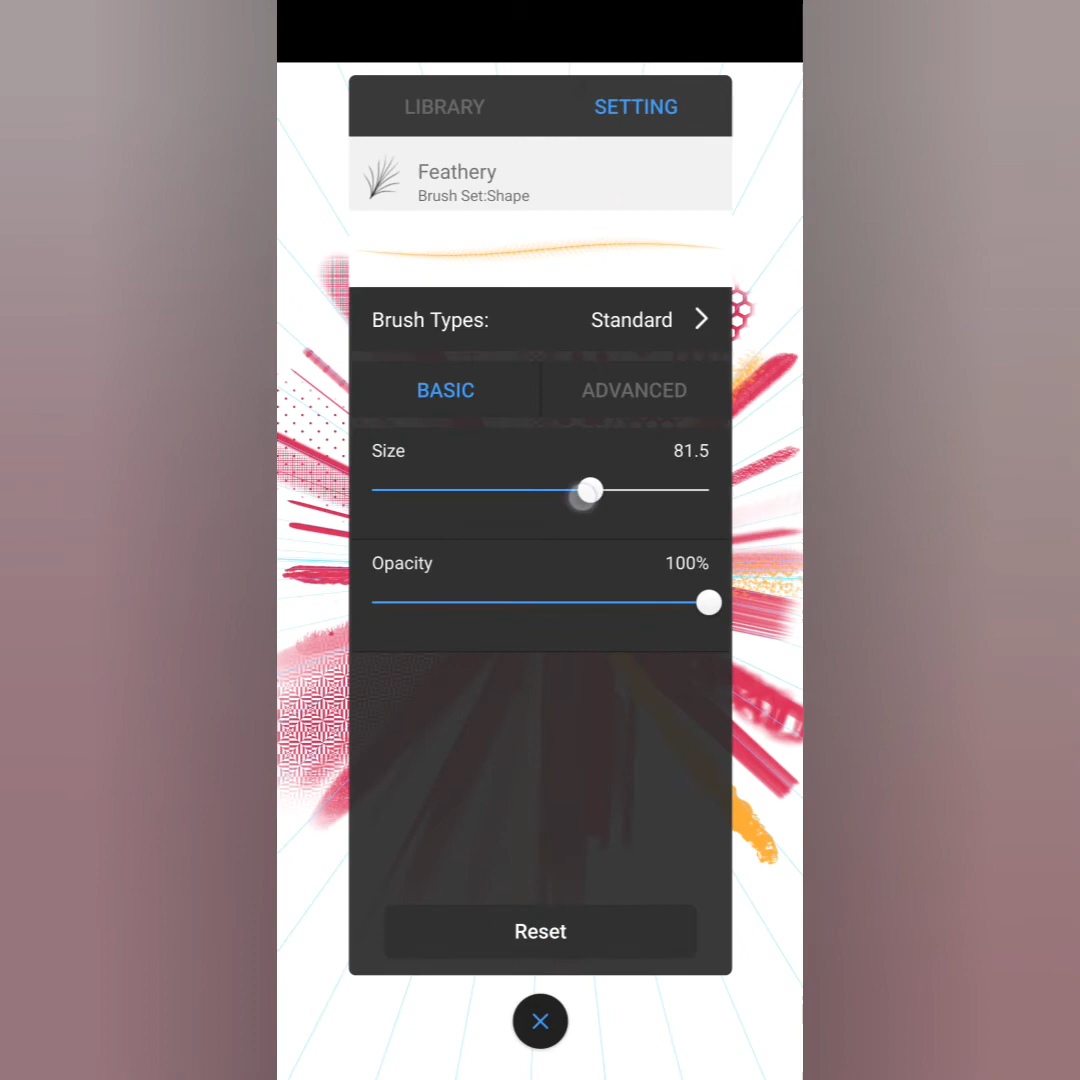 LIBRARY SETTING
Feathery
Brush Set:Shape
Brush Types: Standard
BASIC ADVANCED
Size 81.5
Opacity 100%
Reset